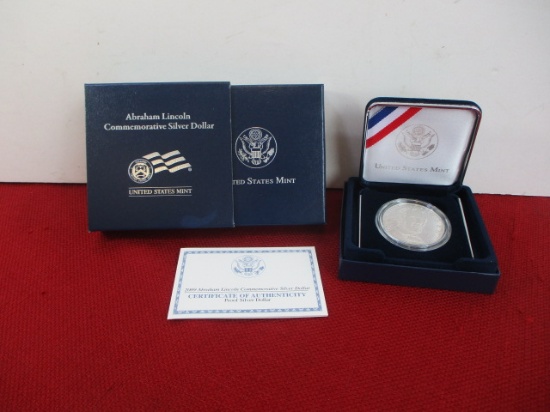 Abraham Lincoln
Commemorative Silver Dollar
UNITED STATES MINT
UNITED STATES MINT
UNITED STATES MINT
2009 Abraham Lincoln Commemorative Silver Dollar
CERTIFICATE OF AUTHENTICITY
Proof Silver Dollar